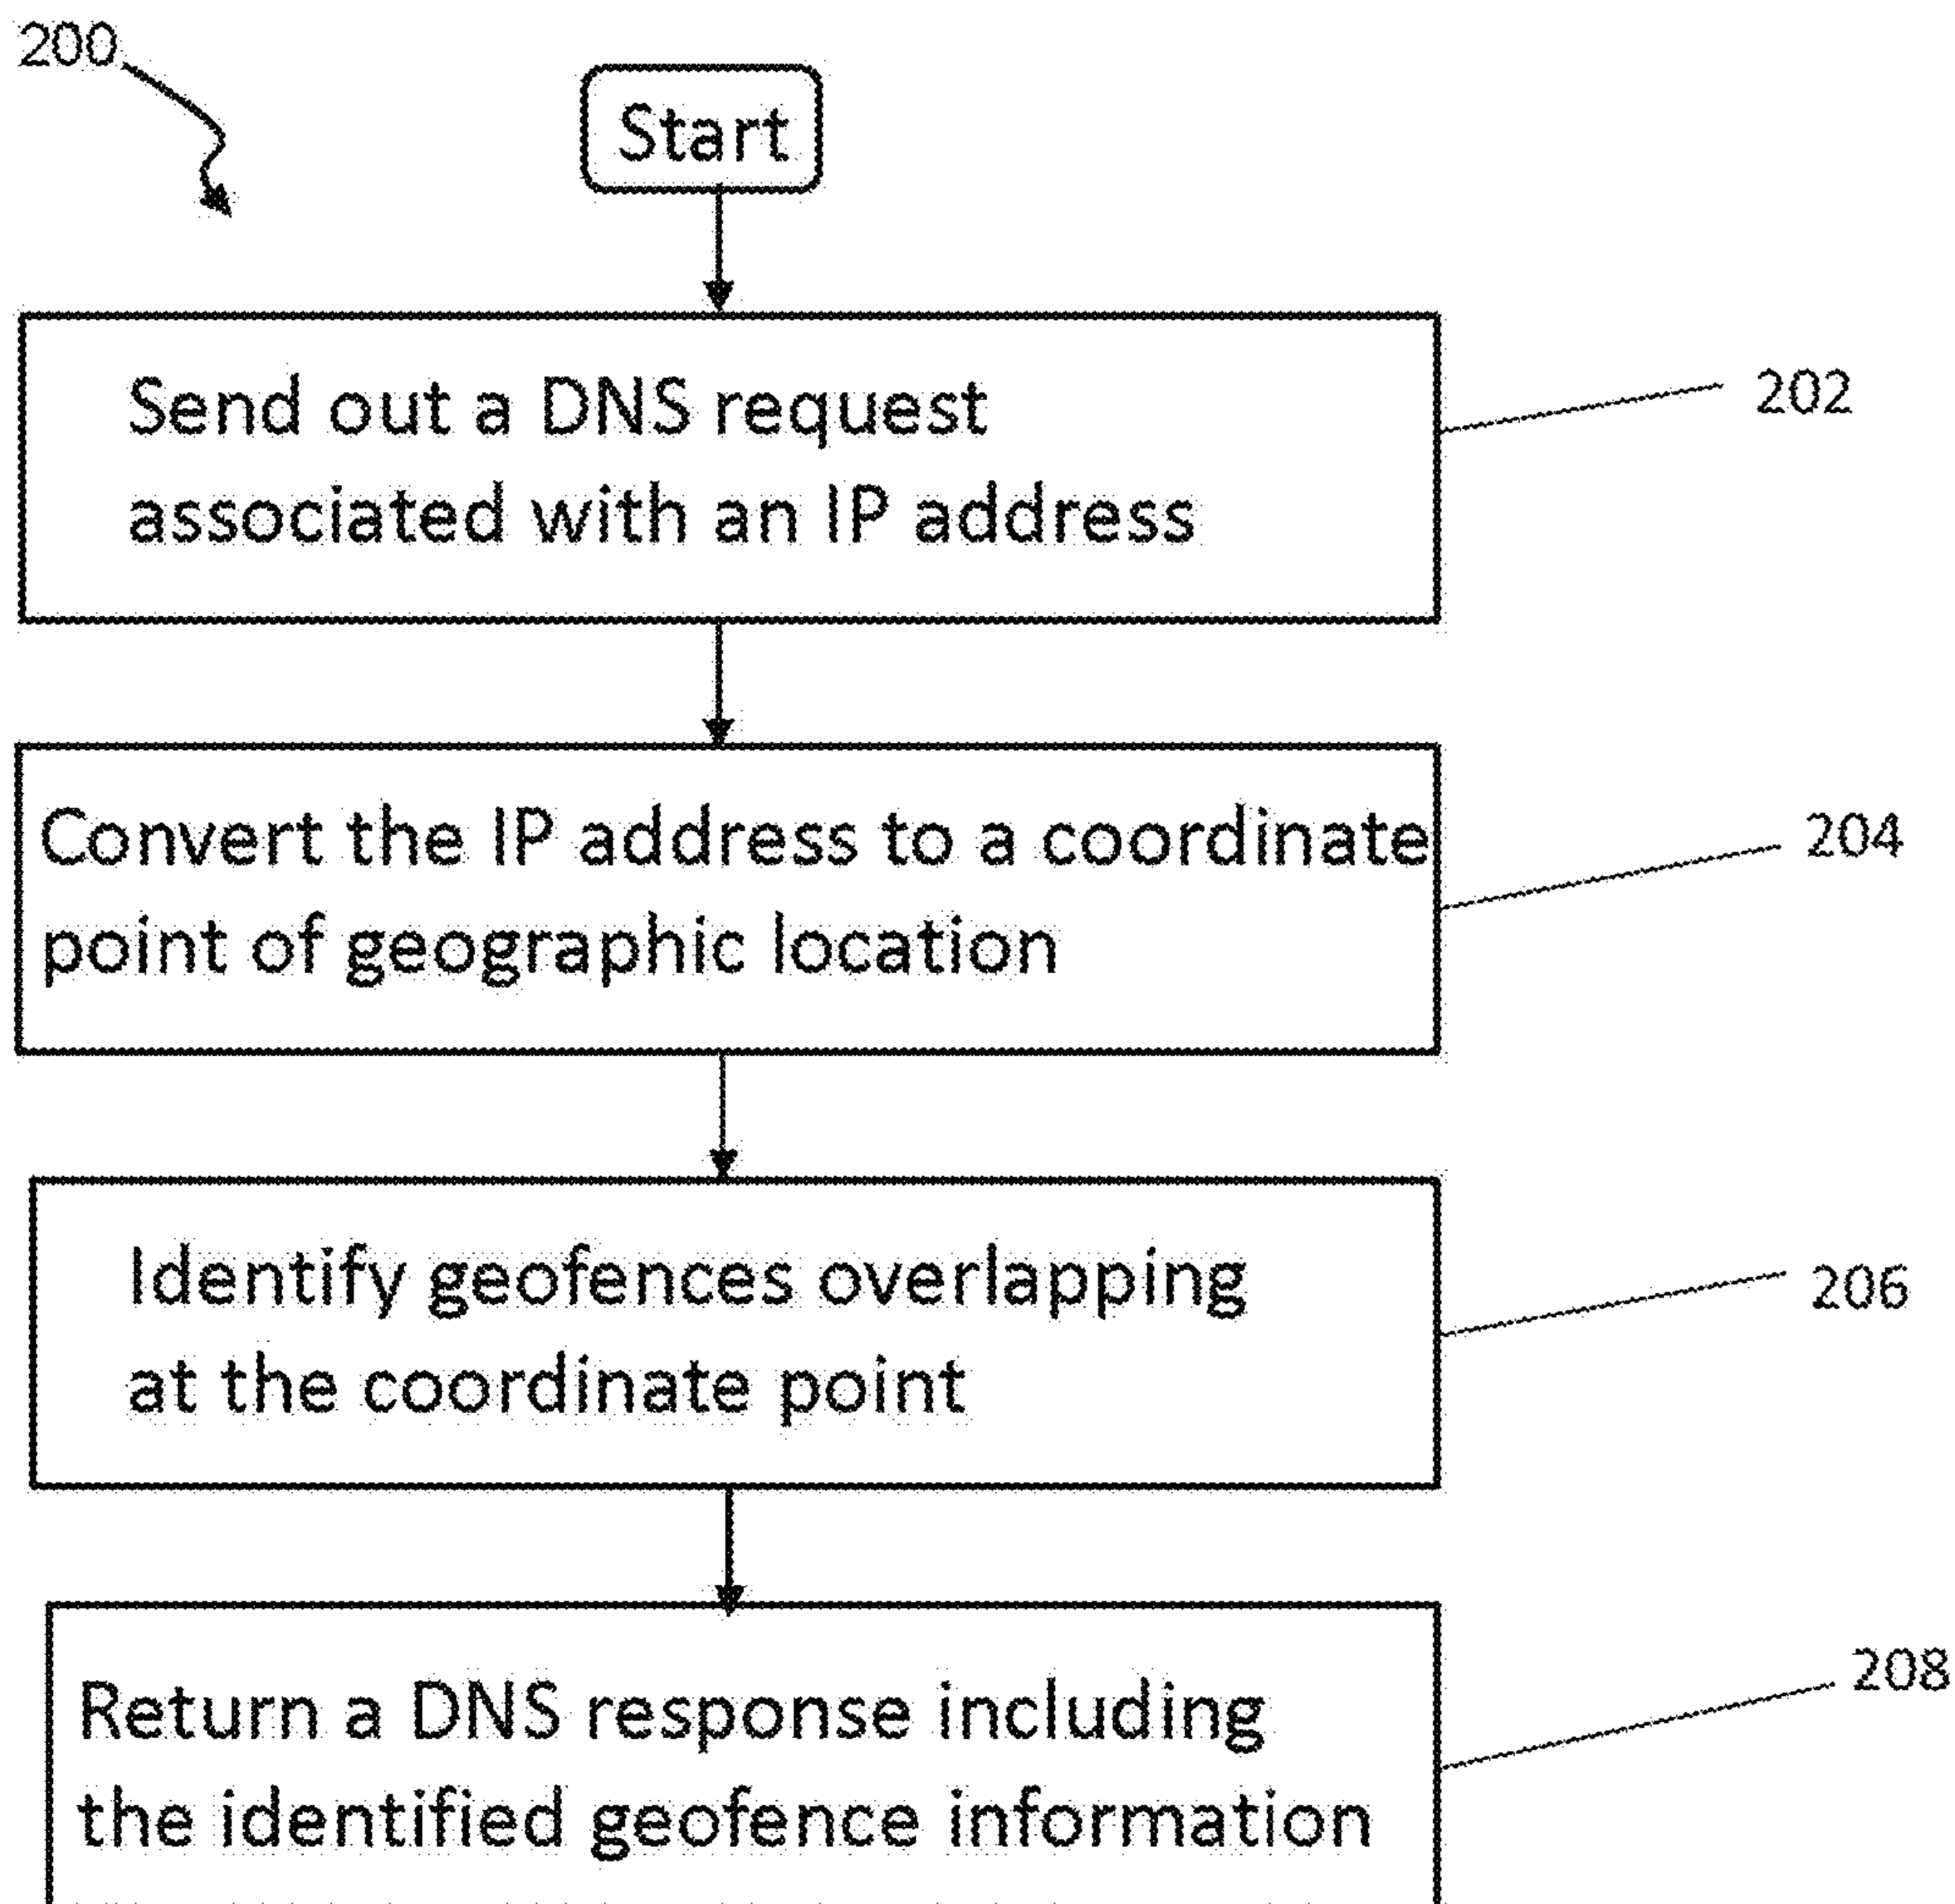 200
Start
Send out a DNS request
associated with an IP address
202
Convert the IP address to a coordinate
point of geographic location
204
Identify geofences overlapping
at the coordinate point
206
Return a DNS response including
the identified geofence information
208